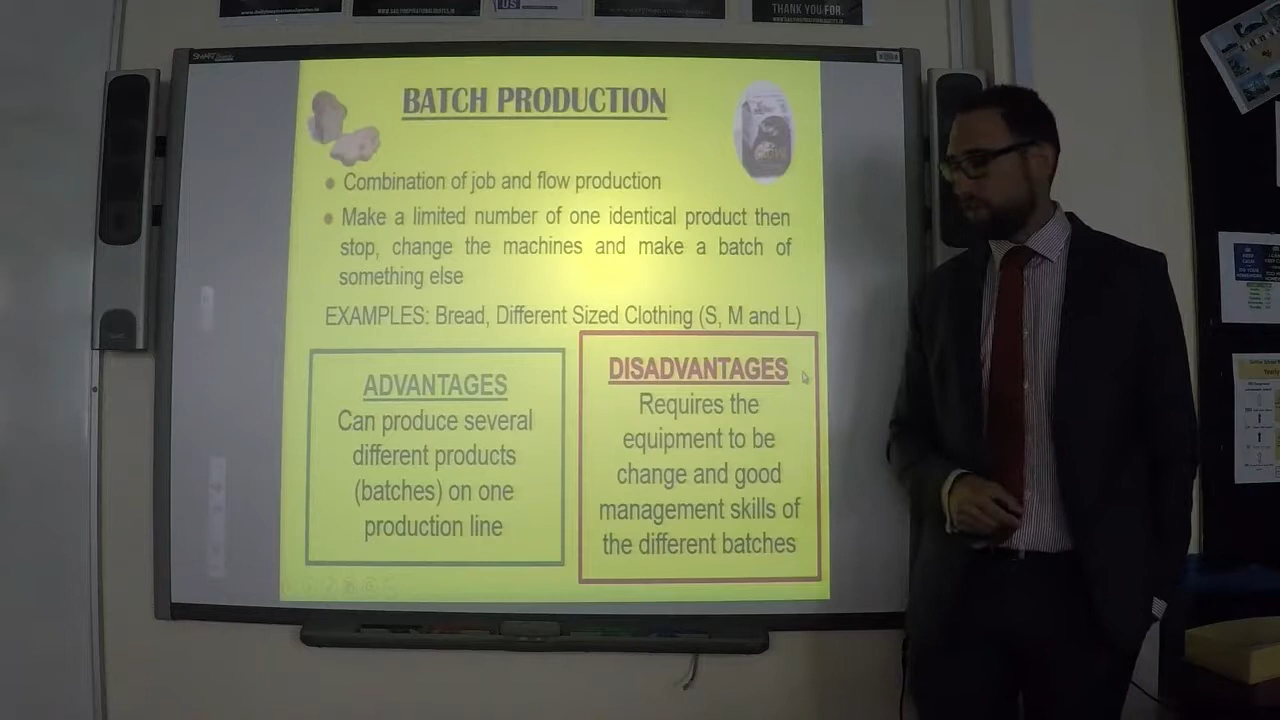 THANK YOU FOR.
US
SMART
BATCH PRODUCTION
Combination of job and flow production
Make a limited number of one identical product then
stop, change the machines and make a batch of
something else
EXAMPLES: Bread, Different Sized Clothing (S, M and L)
ADVANTAGES
Can produce several
different products
(batches) on one
production line
DISADVANTAGES
Requires the
equipment to be
change and good
management skills of
the different batches